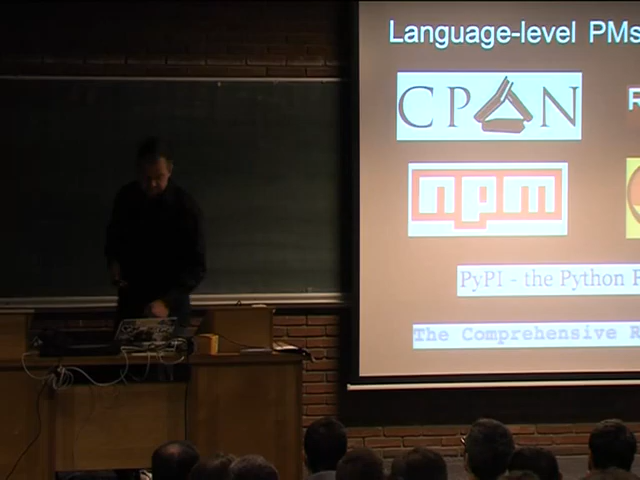 Language-level PMs
CPAN
R
npm
PyPI - the Python
The Comprehensive R